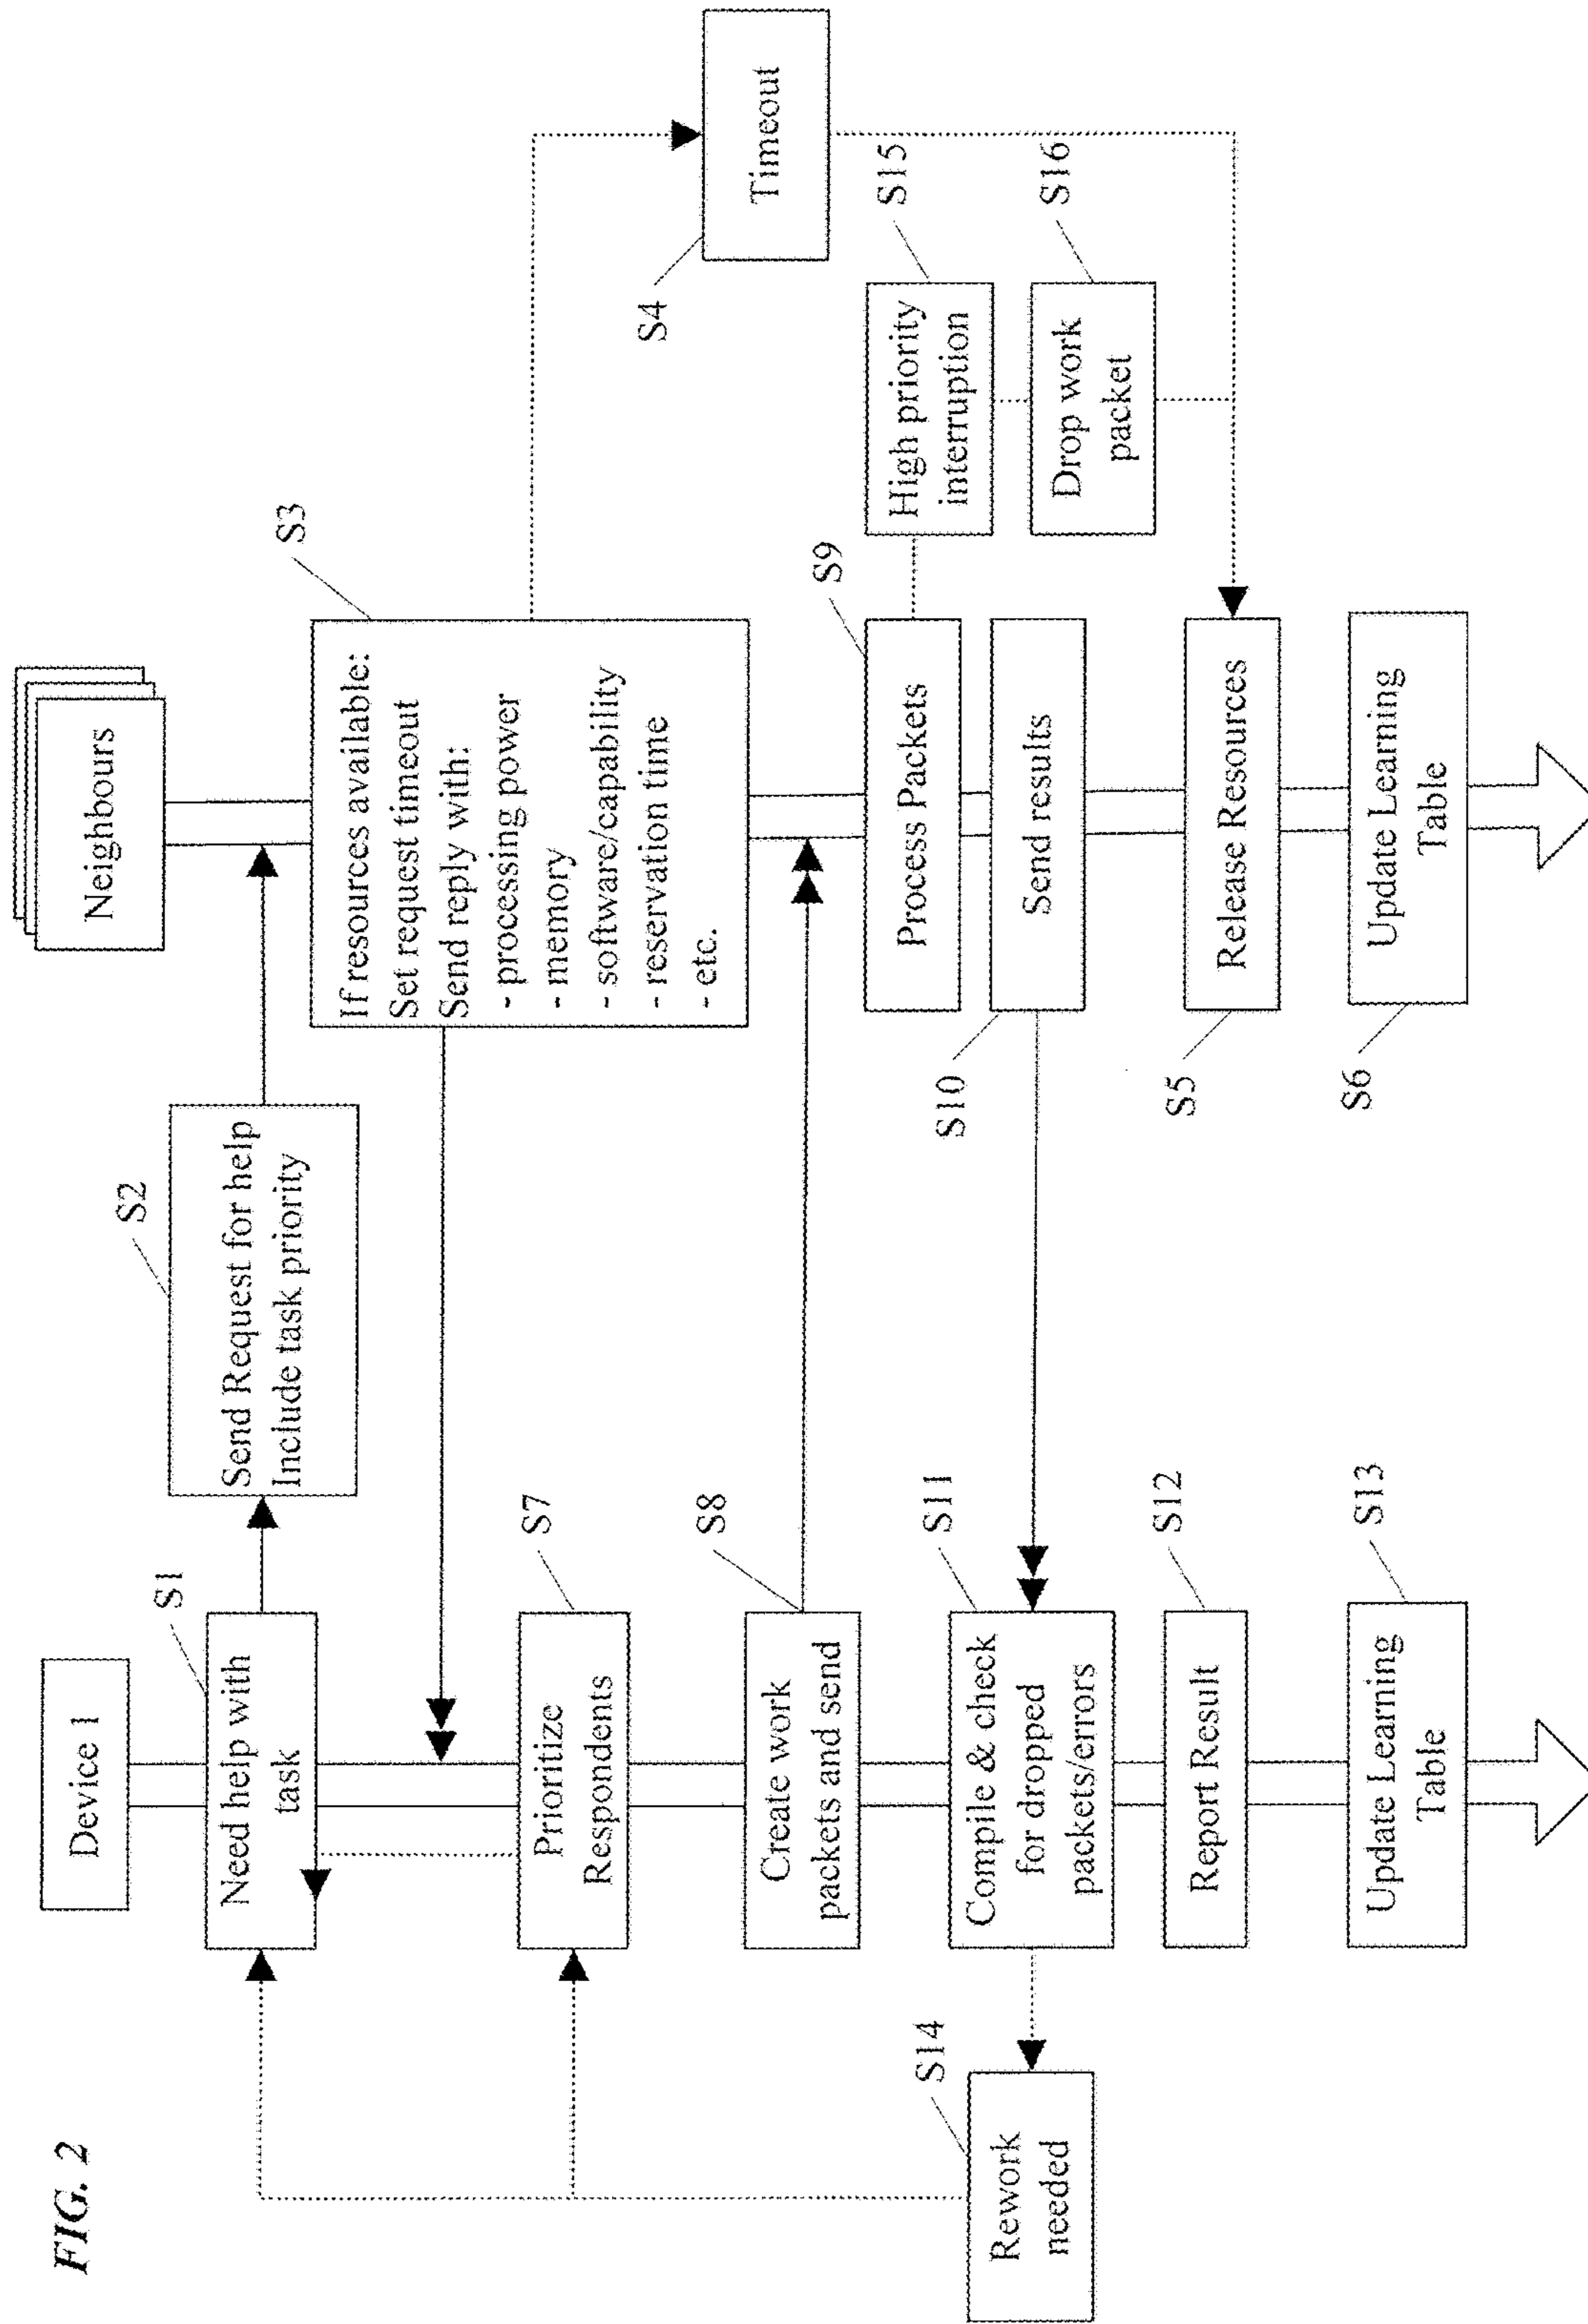 FIG. 2
Device 1
Neighbours
S1
Need help with
task
S2
Send Request for help
Include task priority
S3
If resources available:
Set request timeout
Send reply with:
- processing power
- memory
- software/capability
- reservation time
- etc.
S4
Timeout
S7
Prioritize
Respondents
S8
Create work
packets and send
S9
Process Packets
S15
High priority
interruption
S16
Drop work
packet
S10
Send results
S11
Compile & check
for dropped
packets/errors
S14
Rework
needed
S12
Report Result
S5
Release Resources
S13
Update Learning
Table
S6
Update Learning
Table